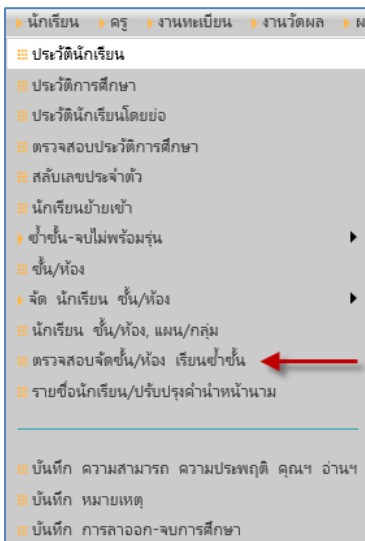 นักเรียน ครู งานทะเบียน งานวัดผล ผ
ประวัตินักเรียน
ประวัติการศึกษา
ประวัตินักเรียนโดยย่อ
ตรวจสอบประวัติการศึกษา
สลับเลขประจำตัว
นักเรียนย้ายเข้า
ซ้ำชั้น-จบไม่พร้อมรุ่น
ชั้น/ห้อง
จัด นักเรียน ชั้น/ห้อง
นักเรียน ชั้น/ห้อง, แผน/กลุ่ม
ตรวจสอบจัดชั้น/ห้อง เรียนซ้ำชั้น
รายชื่อนักเรียน/ปรับปรุงคำนำหน้านาม
บันทึก ความสามารถ ความประพฤติ คุณฯ อ่านฯ
บันทึก หมายเหตุ
บันทึก การลาออก-จบการศึกษา